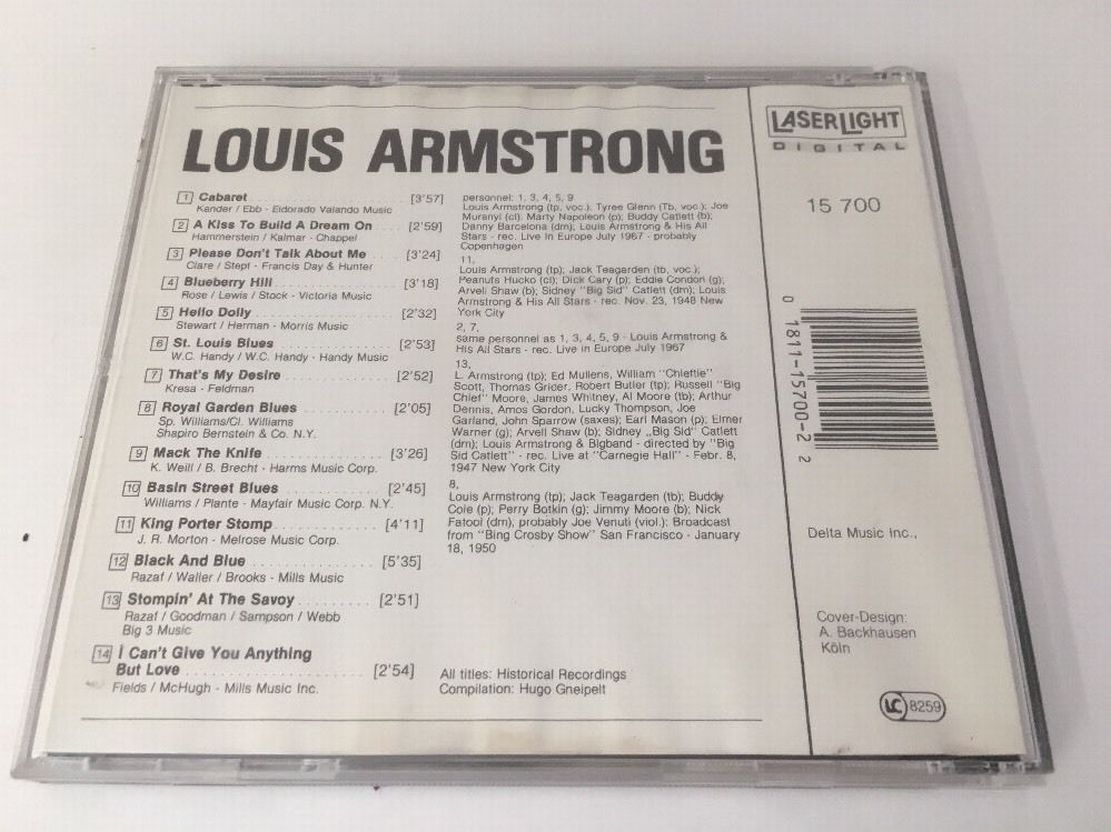 LOUIS ARMSTRONG
1 Cabaret [3'57]
Kander / Ebb - Eldorado Valando Music
2 A Kiss To Build A Dream On . . [2'59]
Hammerstein / Kalmar - Chappel
3 Please Don't Talk About Me . . . . [3'24]
Clare / Stept - Francis Day & Hunter
4 Blueberry Hill [3'18]
Rose / Lewis / Stock - Victoria Music
5 Hello Dolly [2'32]
Stewart / Herman - Morris Music
6 St. Louis Blues [2'53]
W.C. Handy / W.C. Handy - Handy Music
7 That's My Desire [2'52]
Kresa - Feldman
8 Royal Garden Blues [2'05]
Sp. Williams/Cl. Williams
Shapiro Bernstein & Co. N.Y.
9 Mack The Knife [3'26]
K. Weill / B. Brecht - Harms Music Corp.
10 Basin Street Blues [2'45]
Williams / Plante - Mayfair Music Corp. N.Y.
11 King Porter Stomp [4'11]
J. R. Morton - Melrose Music Corp.
12 Black And Blue [5'35]
Razaf / Waller / Brooks - Mills Music
13 Stompin' At The Savoy [2'51]
Razaf / Goodman / Sampson / Webb
Big 3 Music
14 I Can't Give You Anything
But Love [2'54]
Fields / McHugh - Mills Music Inc.
personnel: 1, 3, 4, 5, 9
Louis Armstrong (tp, voc.); Tyree Glenn (Tb, voc.); Joe
Muranyi (cl); Marty Napoleon (p); Buddy Catlett (b);
Danny Barcelona (dm); Louis Armstrong & His All
Stars - rec. Live In Europe July 1967 - probably
Copenhagen
11,
Louis Armstrong (tp); Jack Teagarden (tb, voc.);
Peanuts Hucko (cl); Dick Cary (p); Eddie Condon (g);
Arvell Shaw (b); Sidney "Big Sid" Catlett (dm); Louis
Armstrong & His All Stars - rec. Nov. 23, 1948 New
York City
2, 7,
same personnel as 1, 3, 4, 5, 9 - Louis Armstrong &
His All Stars - rec. Live in Europe July 1967
13,
L. Armstrong (tp); Ed Mullens, William "Chieftie"
Scott, Thomas Grider, Robert Butler (tp); Russell "Big
Chief" Moore, James Whitney, Al Moore (tb); Arthur
Dennis, Amos Gordon, Lucky Thompson, Joe
Garland, John Sparrow (saxes); Earl Mason (p); Elmer
Warner (g); Arvell Shaw (b); Sidney „Big Sid" Catlett
(dm); Louis Armstrong & Bigband - directed by "Big
Sid Catlett" - rec. Live at "Carnegie Hall" - Febr. 8,
1947 New York City
8,
Louis Armstrong (tp); Jack Teagarden (tb); Buddy
Cole (p); Perry Botkin (g); Jimmy Moore (b); Nick
Fatool (dm), probably Joe Venuti (viol.); Broadcast
from "Bing Crosby Show" San Francisco - January
18, 1950
All titles: Historical Recordings
Compilation: Hugo Gneipelt
LASERLIGHT
DIGITAL
15 700
0 1811-15700-2 2
Delta Music Inc.,
Cover-Design:
A. Backhausen
Köln
LC 8259